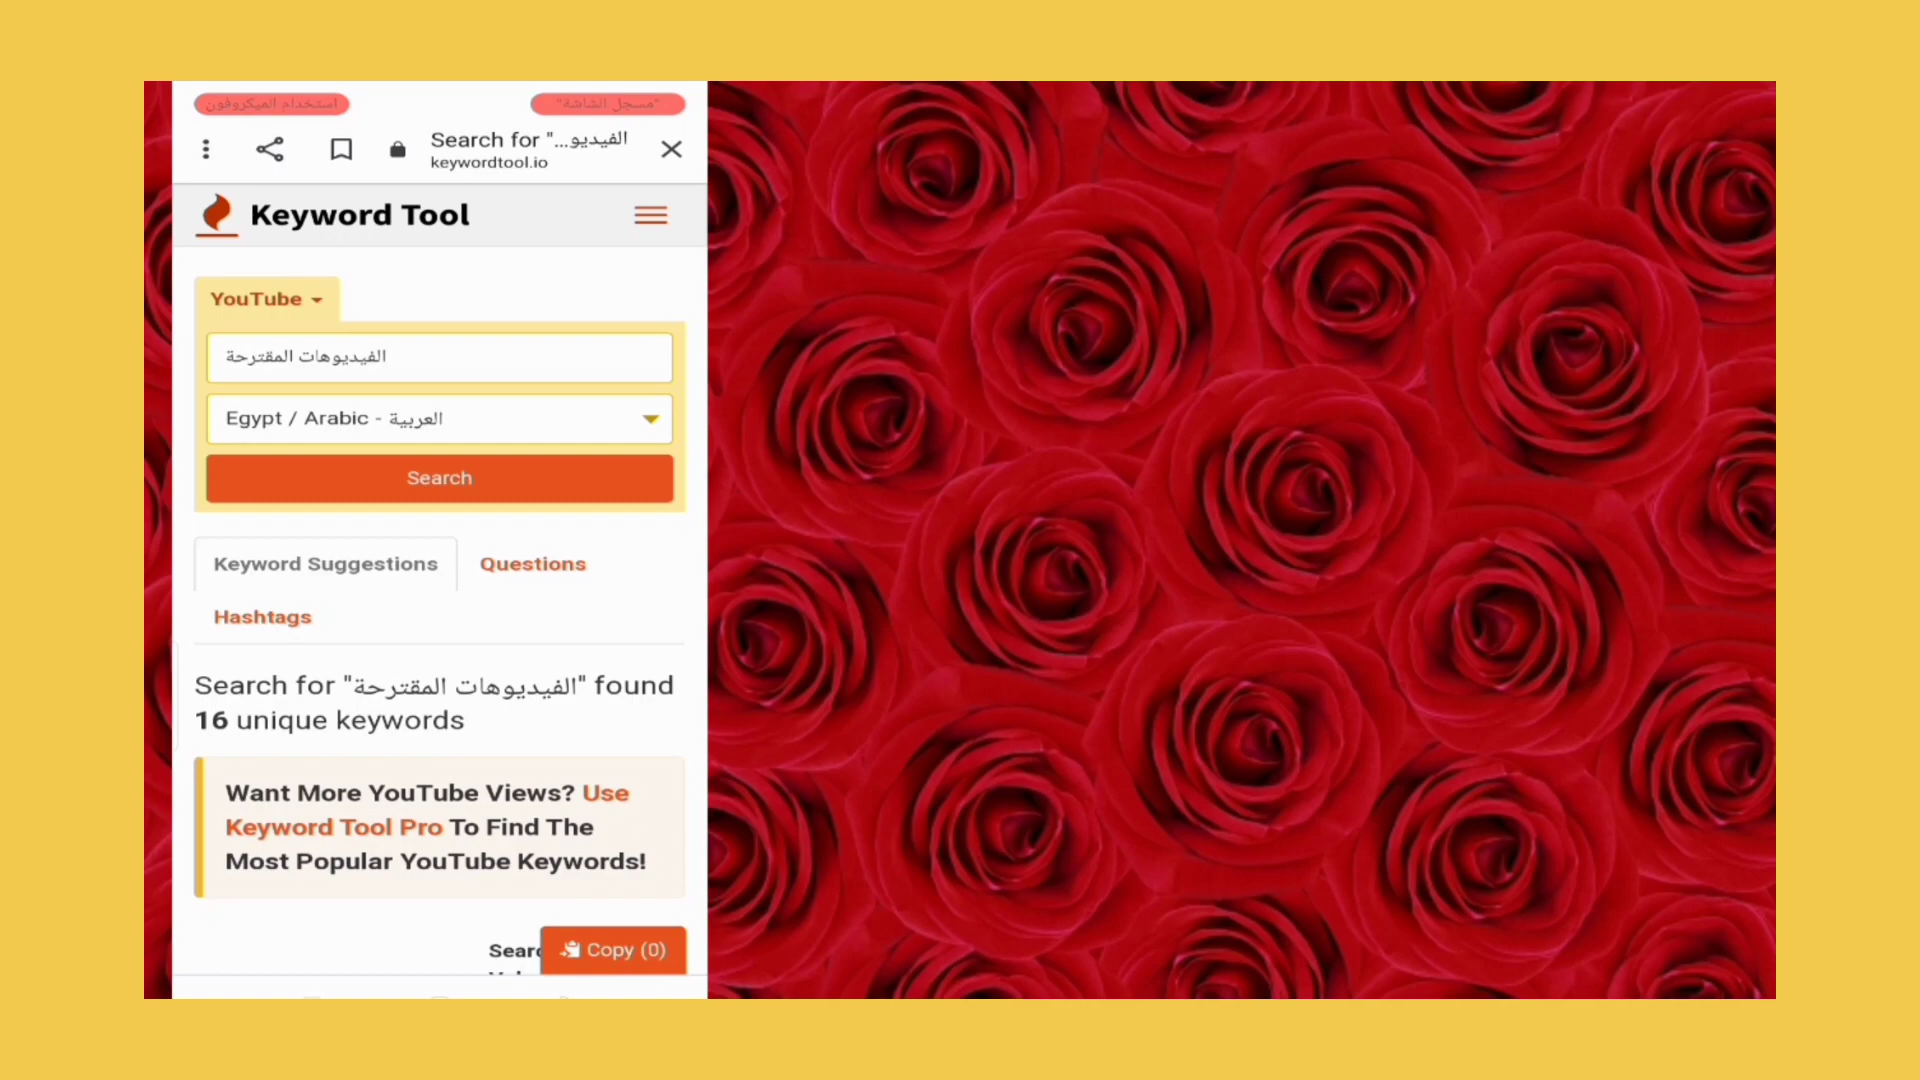 استخدام الميكروفون
"مسجل الشاشة"
Search for "...الفيديو
keywordtool.io
Keyword Tool
YouTube
الفيديوهات المقترحة
Egypt / Arabic - العربية
Search
Keyword Suggestions
Questions
Hashtags
Search for "الفيديوهات المقترحة" found
16 unique keywords
Want More YouTube Views? Use
Keyword Tool Pro To Find The
Most Popular YouTube Keywords!
Copy (0)